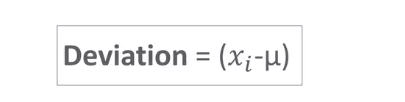 Deviation = (xᵢ-μ)